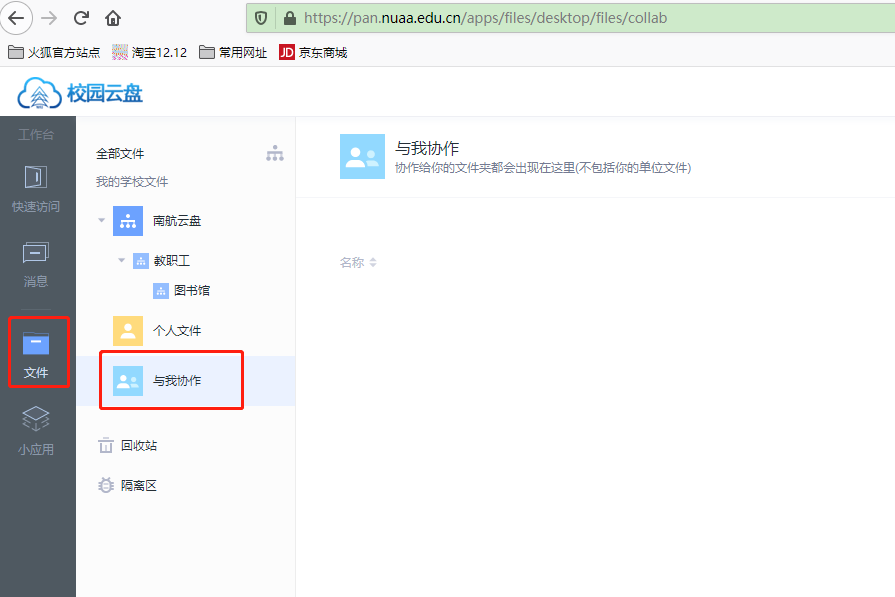 https://pan.nuaa.edu.cn/apps/files/desktop/files/collab
火狐官方站点 淘宝12.12 常用网址 JD 京东商城
校园云盘
工作台
快速访问
消息
文件
小应用
全部文件
我的学校文件
南航云盘
教职工
图书馆
个人文件
与我协作
回收站
隔离区
与我协作
协作给你的文件夹都会出现在这里(不包括你的单位文件)
名称